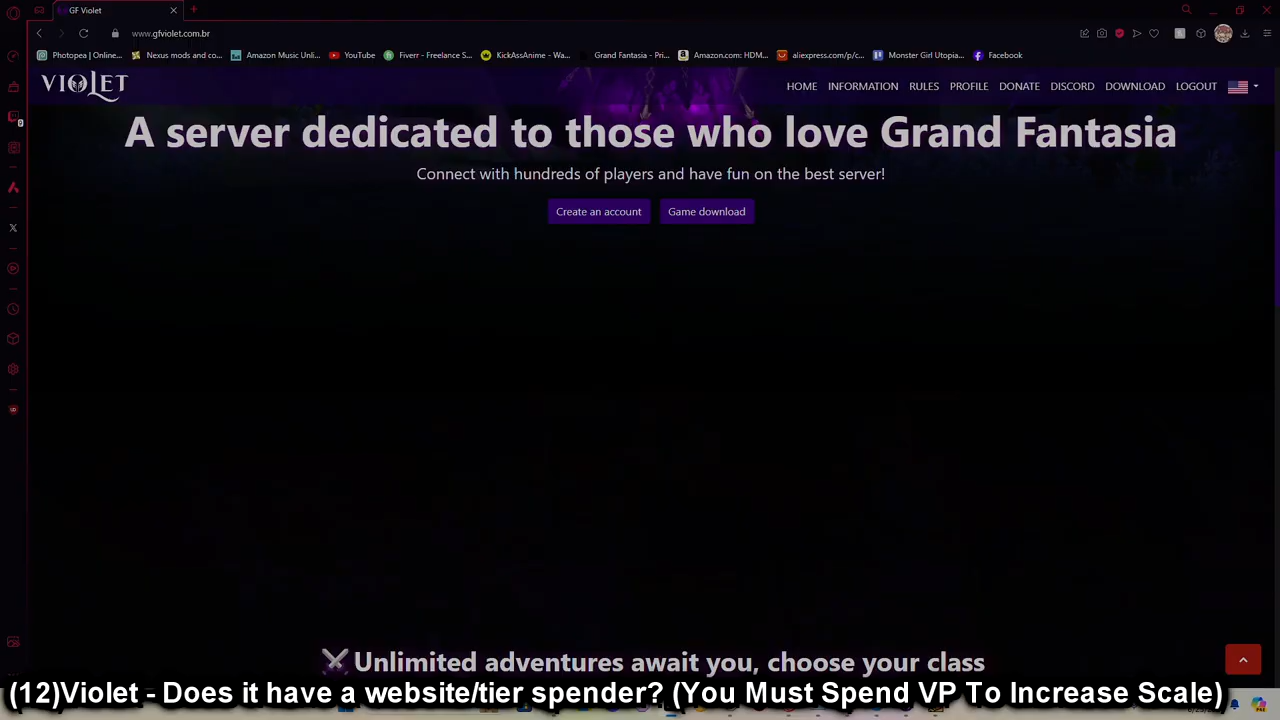 GF Violet
www.gfviolet.com.br
Photopea | Online...
Nexus mods and com...
Amazon Music Unli...
YouTube
Fiverr - Freelance S...
KickAssAnime - Wa...
Grand Fantasia - Pri...
Amazon.com: HDM...
aliexpress.com/p/c...
Monster Girl Utopia...
Facebook
VIOLET
HOME INFORMATION RULES PROFILE DONATE DISCORD DOWNLOAD LOGOUT
A server dedicated to those who love Grand Fantasia
Connect with hundreds of players and have fun on the best server!
Create an account
Game download
Unlimited adventures await you, choose your class
(12)Violet - Does it have a website/tier spender? (You Must Spend VP To Increase Scale)